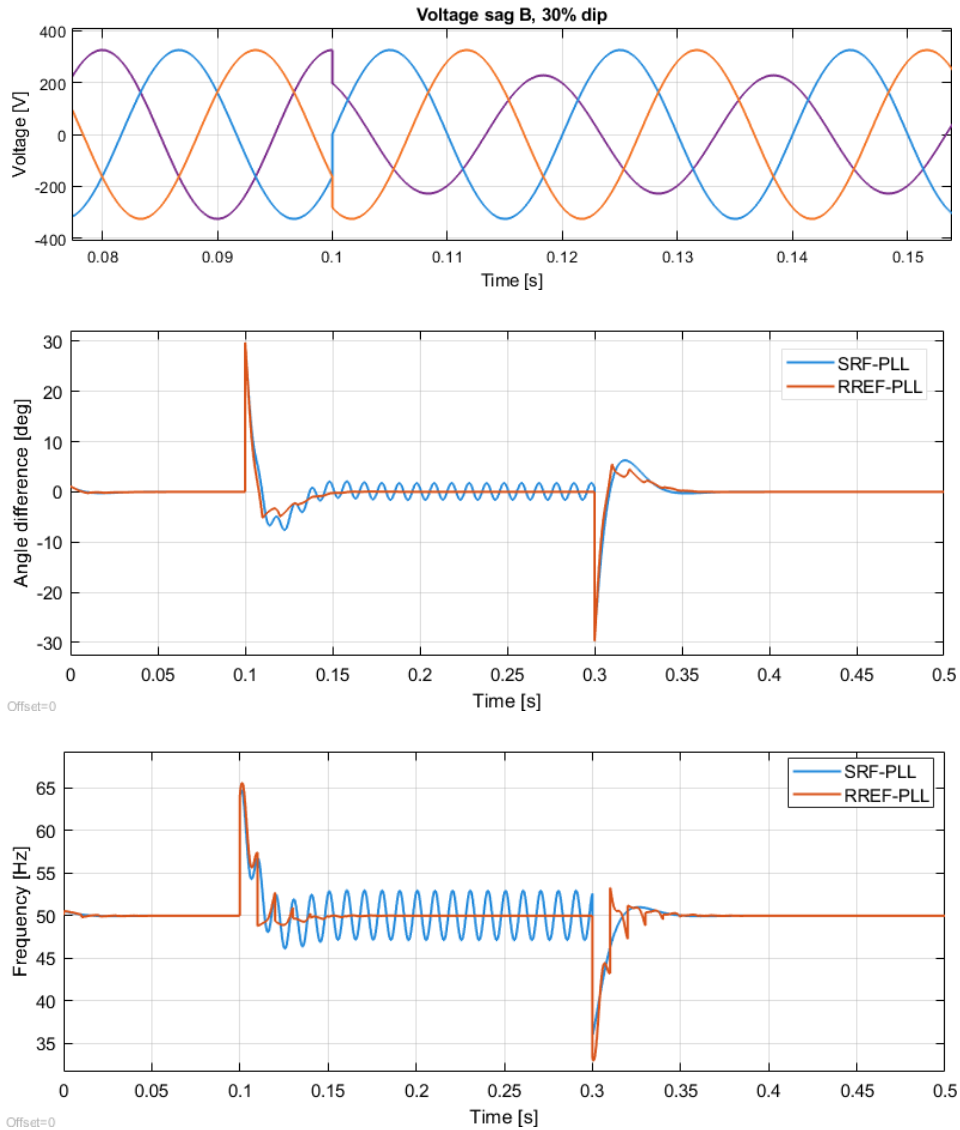 Voltage sag B, 30% dip
400
200
0
-200
-400
Voltage [V]
0.08 0.09 0.1 0.11 0.12 0.13 0.14 0.15
Time [s]
30
20
10
0
-10
-20
-30
Angle difference [deg]
SRF-PLL
RREF-PLL
0 0.05 0.1 0.15 0.2 0.25 0.3 0.35 0.4 0.45 0.5
Time [s]
Offset=0
65
60
55
50
45
40
35
Frequency [Hz]
SRF-PLL
RREF-PLL
0 0.05 0.1 0.15 0.2 0.25 0.3 0.35 0.4 0.45 0.5
Time [s]
Offset=0